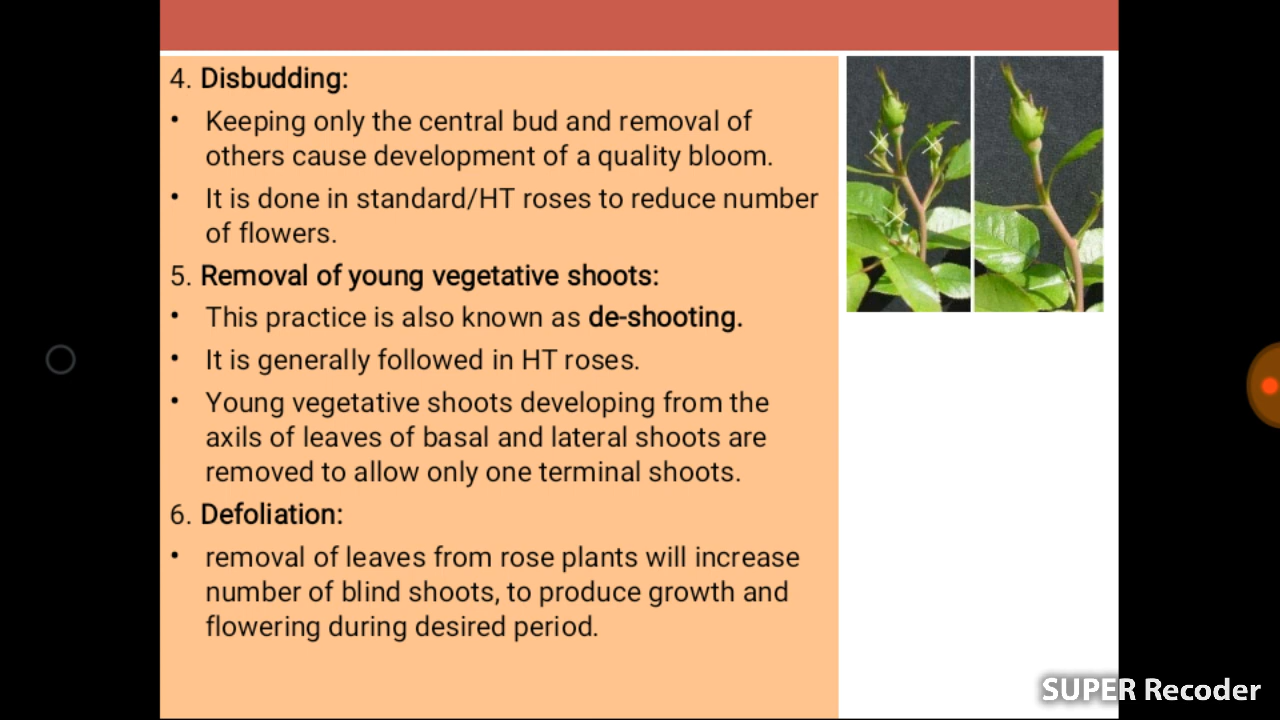 4. Disbudding:
• Keeping only the central bud and removal of
others cause development of a quality bloom.
• It is done in standard/HT roses to reduce number
of flowers.
5. Removal of young vegetative shoots:
• This practice is also known as de-shooting.
• It is generally followed in HT roses.
• Young vegetative shoots developing from the
axils of leaves of basal and lateral shoots are
removed to allow only one terminal shoots.
6. Defoliation:
• removal of leaves from rose plants will increase
number of blind shoots, to produce growth and
flowering during desired period.
SUPER Recoder